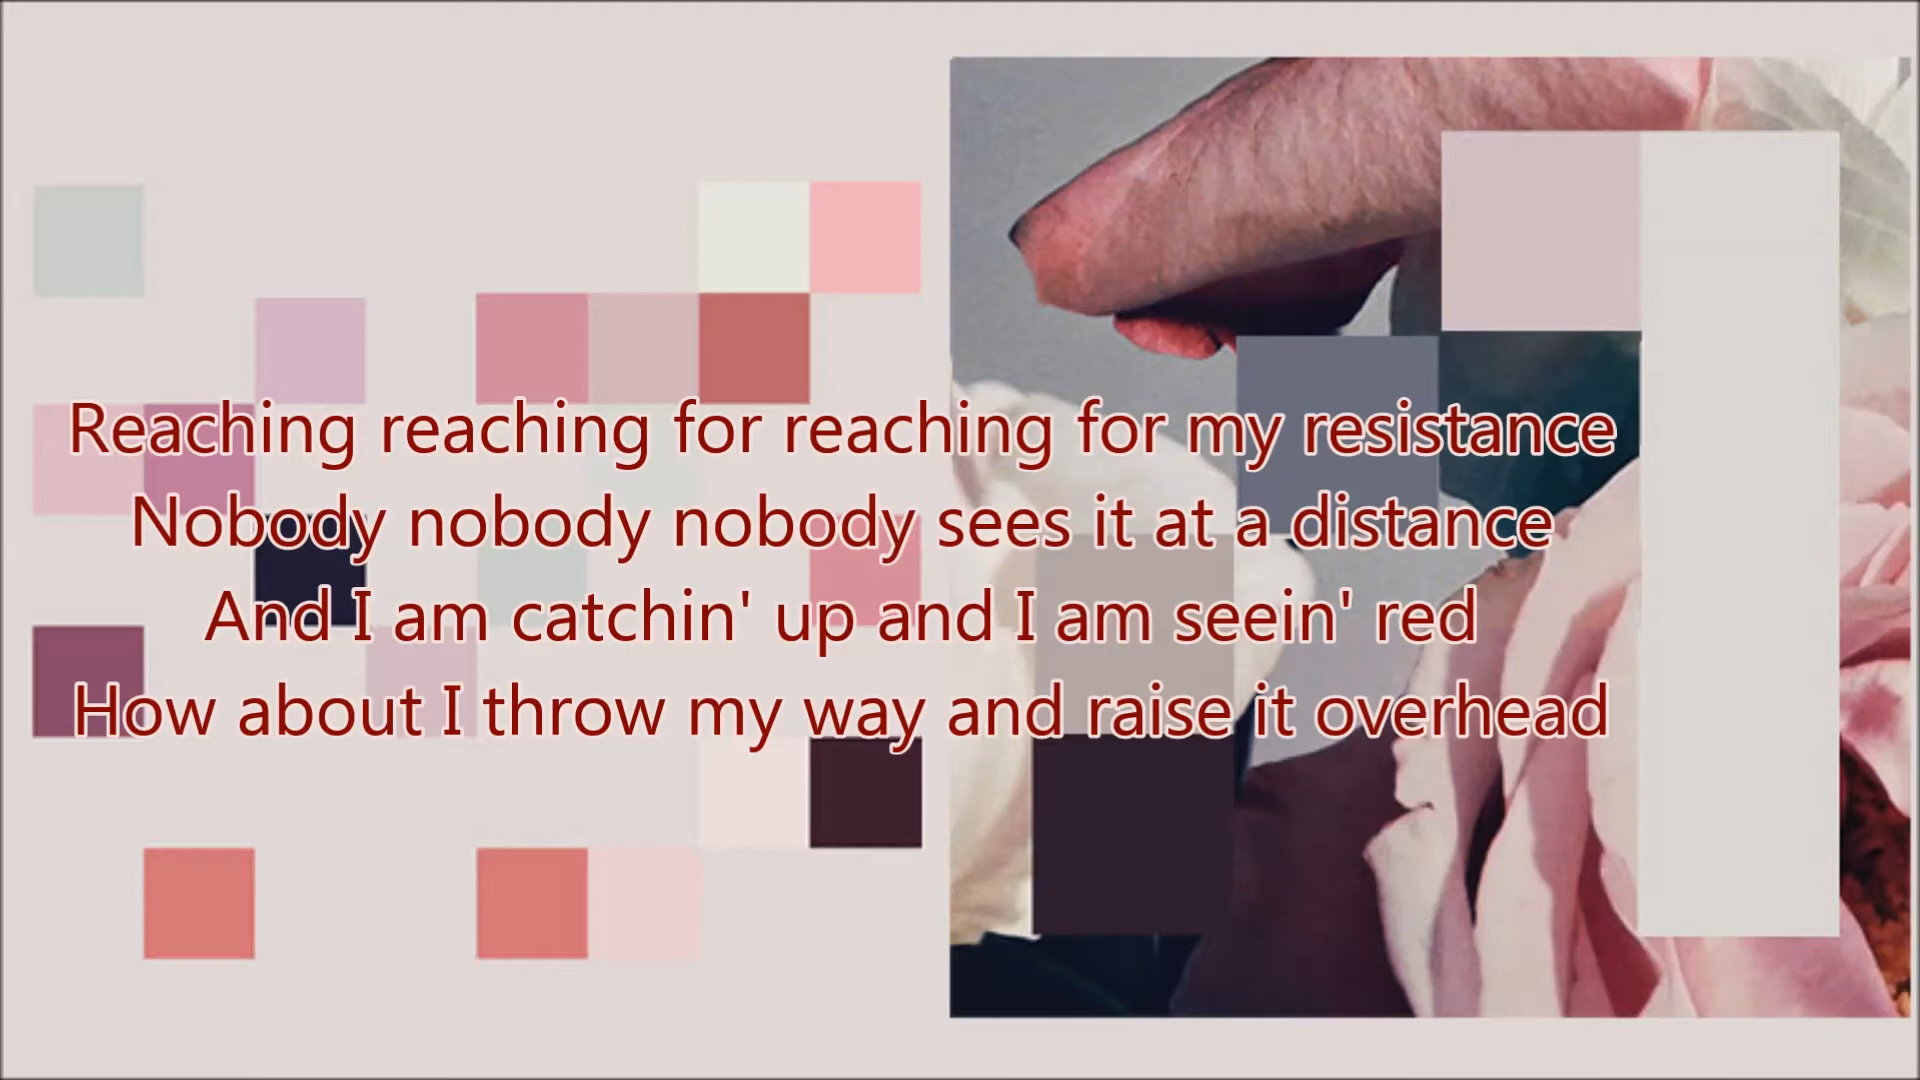 Reaching reaching for reaching for my resistance
Nobody nobody nobody sees it at a distance
And I am catchin' up and I am seein' red
How about I throw my way and raise it overhead